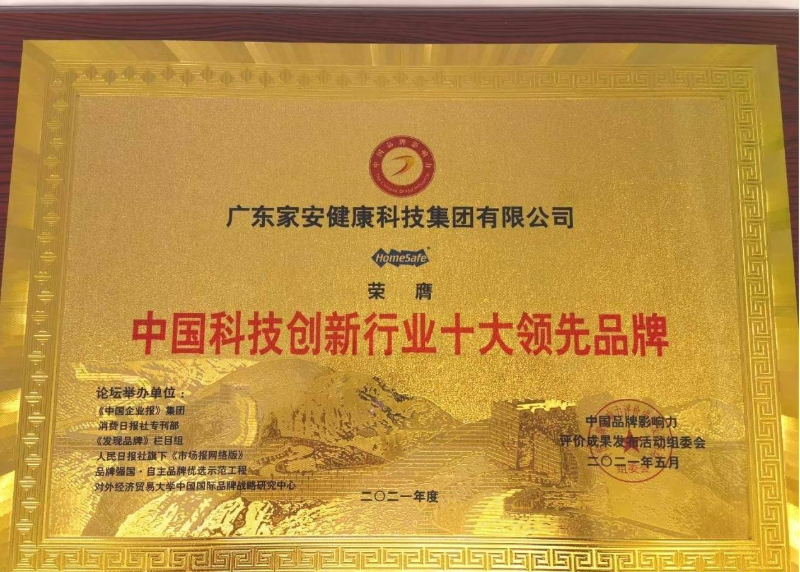 中国品牌影响力
广东家安健康科技集团有限公司
HomeSafe
荣膺
中国科技创新行业十大领先品牌
论坛举办单位：
《中国企业报》集团
消费日报社专刊部
《发现品牌》栏目组
人民日报社旗下《市场报网络版》
品牌强国·自主品牌优选示范工程
对外经济贸易大学中国国际品牌战略研究中心
二〇二一年度
中国品牌影响力
评价成果发布活动组委会
二〇二一年五月